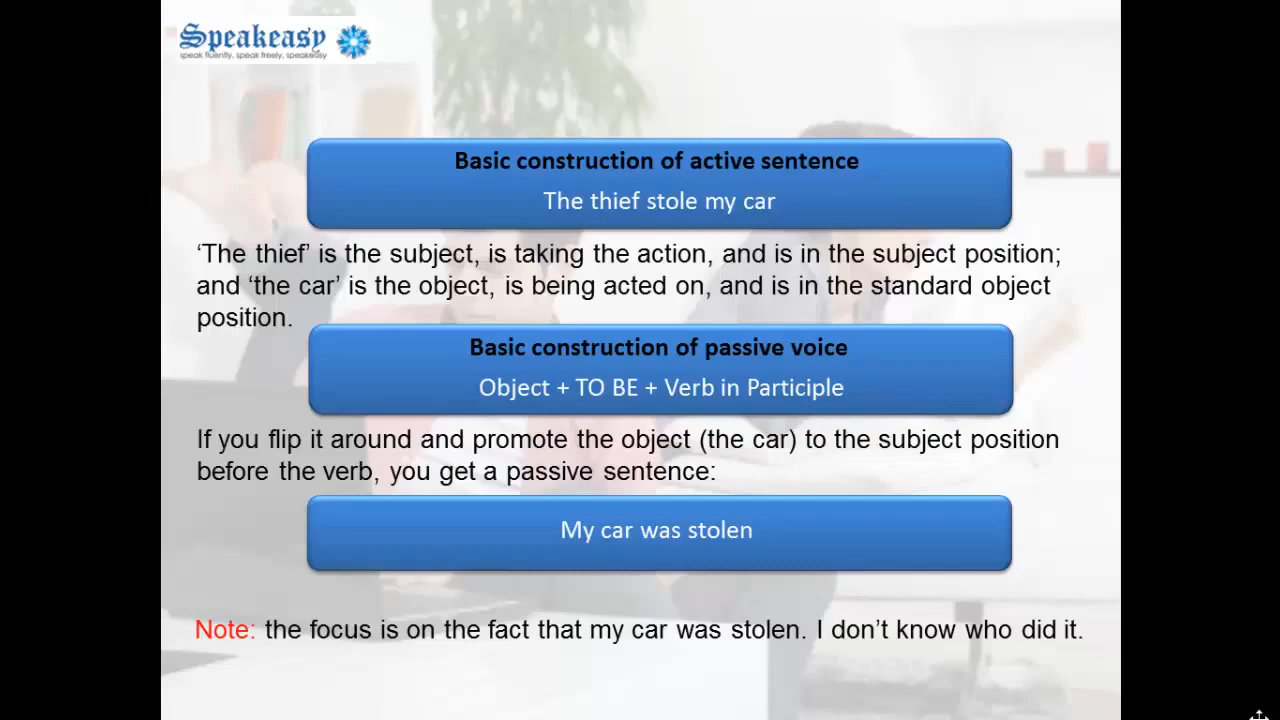 Speakeasy
speak fluently, speak freely, speakeasy
Basic construction of active sentence
The thief stole my car
‘The thief’ is the subject, is taking the action, and is in the subject position;
and ‘the car’ is the object, is being acted on, and is in the standard object
position.
Basic construction of passive voice
Object + TO BE + Verb in Participle
If you flip it around and promote the object (the car) to the subject position
before the verb, you get a passive sentence:
My car was stolen
Note: the focus is on the fact that my car was stolen. I don’t know who did it.